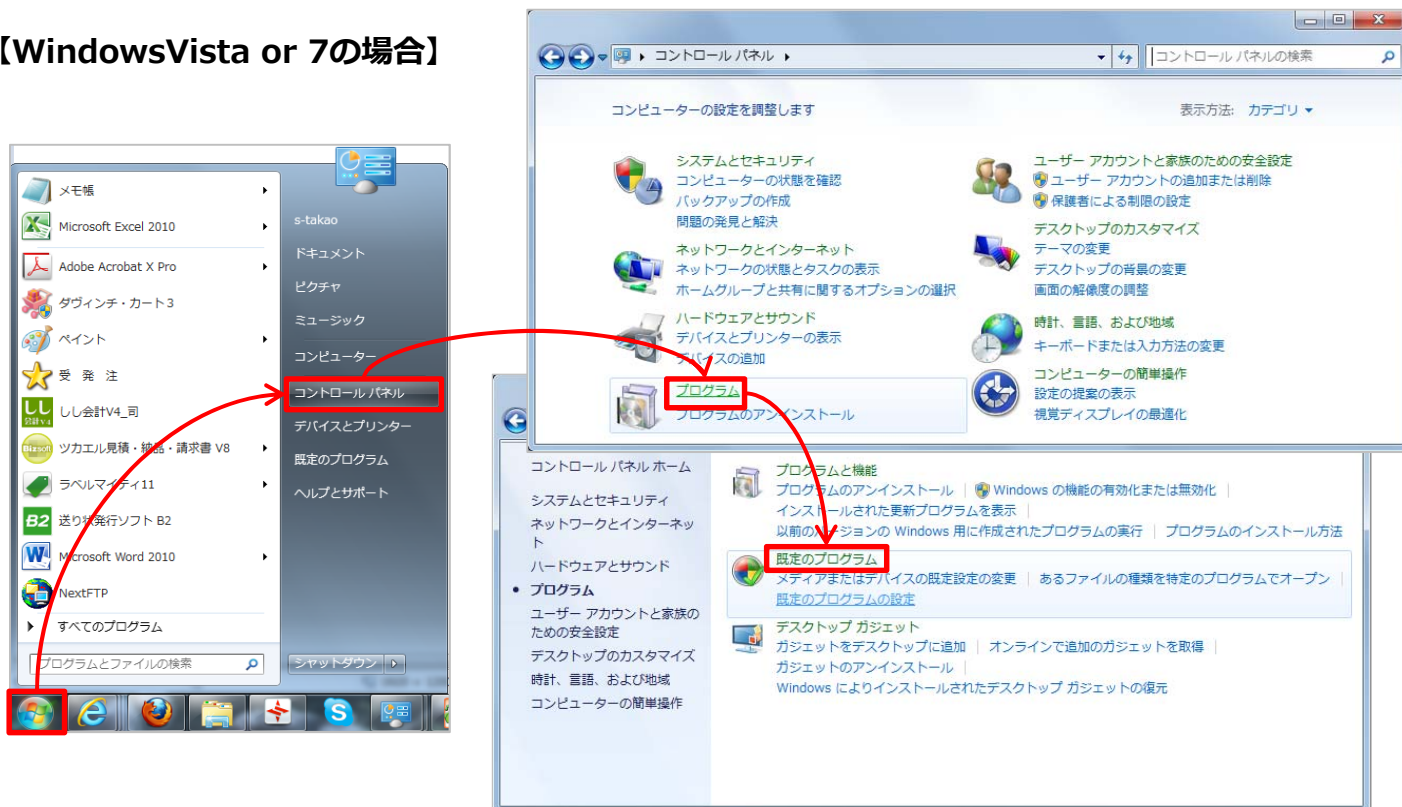 【WindowsVista or 7の場合】
メモ帳
Microsoft Excel 2010
Adobe Acrobat X Pro
ダヴィンチ・カート3
ペイント
受 発 注
しし会計V4_司
ツカエル見積・納品・請求書 V8
ラベルマイティ11
B2 送り状発行ソフト B2
Microsoft Word 2010
NextFTP
すべてのプログラム
プログラムとファイルの検索
s-takao
ドキュメント
ピクチャ
ミュージック
コンピューター
コントロール パネル
デバイスとプリンター
既定のプログラム
ヘルプとサポート
シャットダウン
コントロール パネル
コントロール パネルの検索
コンピューターの設定を調整します
表示方法: カテゴリ
システムとセキュリティ
コンピューターの状態を確認
バックアップの作成
問題の発見と解決
ネットワークとインターネット
ネットワークの状態とタスクの表示
ホームグループと共有に関するオプションの選択
ハードウェアとサウンド
デバイスとプリンターの表示
デバイスの追加
プログラム
プログラムのアンインストール
ユーザー アカウントと家族のための安全設定
ユーザー アカウントの追加または削除
保護者による制限の設定
デスクトップのカスタマイズ
テーマの変更
デスクトップの背景の変更
画面の解像度の調整
時計、言語、および地域
キーボードまたは入力方法の変更
コンピューターの簡単操作
設定の提案の表示
視覚ディスプレイの最適化
コントロール パネル ホーム
システムとセキュリティ
ネットワークとインターネッ
ト
ハードウェアとサウンド
プログラム
ユーザー アカウントと家族の
ための安全設定
デスクトップのカスタマイズ
時計、言語、および地域
コンピューターの簡単操作
プログラムと機能
プログラムのアンインストール | Windows の機能の有効化または無効化
インストールされた更新プログラムを表示
以前のバージョンの Windows 用に作成されたプログラムの実行 | プログラムのインストール方法
既定のプログラム
メディアまたはデバイスの既定設定の変更 | あるファイルの種類を特定のプログラムでオープン
既定のプログラムの設定
デスクトップ ガジェット
ガジェットをデスクトップに追加 | オンラインで追加のガジェットを取得
ガジェットのアンインストール
Windows によりインストールされたデスクトップ ガジェットの復元